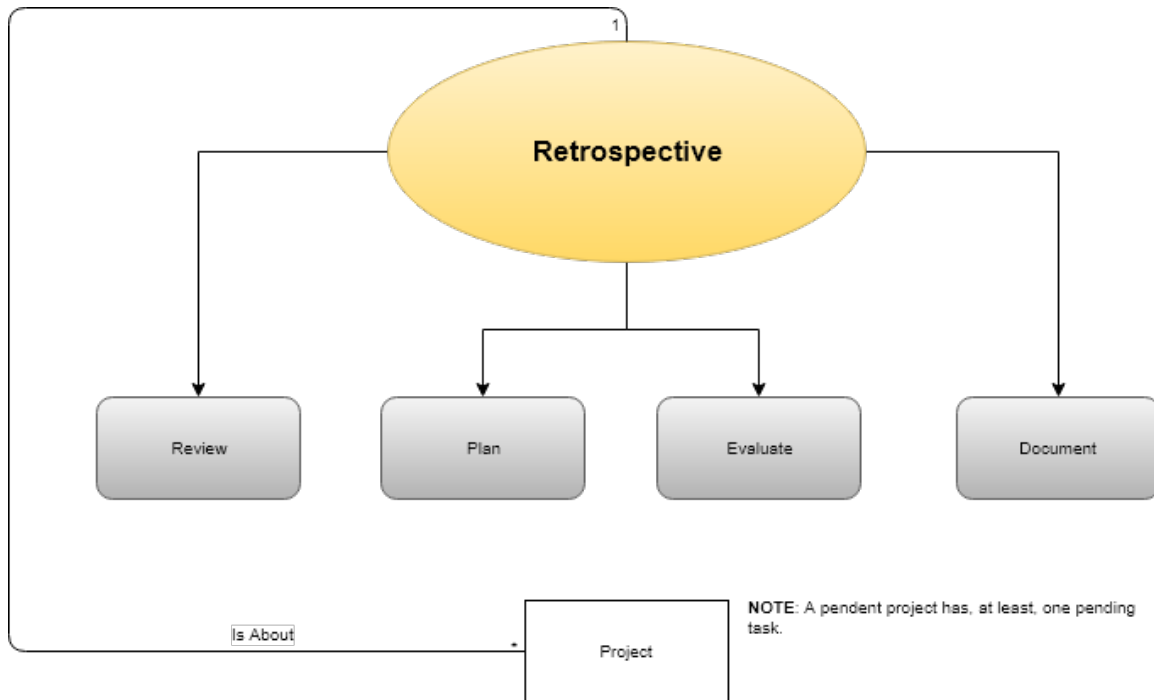 1
Retrospective
Review
Plan
Evaluate
Document
NOTE: A pendent project has, at least, one pending
task.
Is About
*
Project